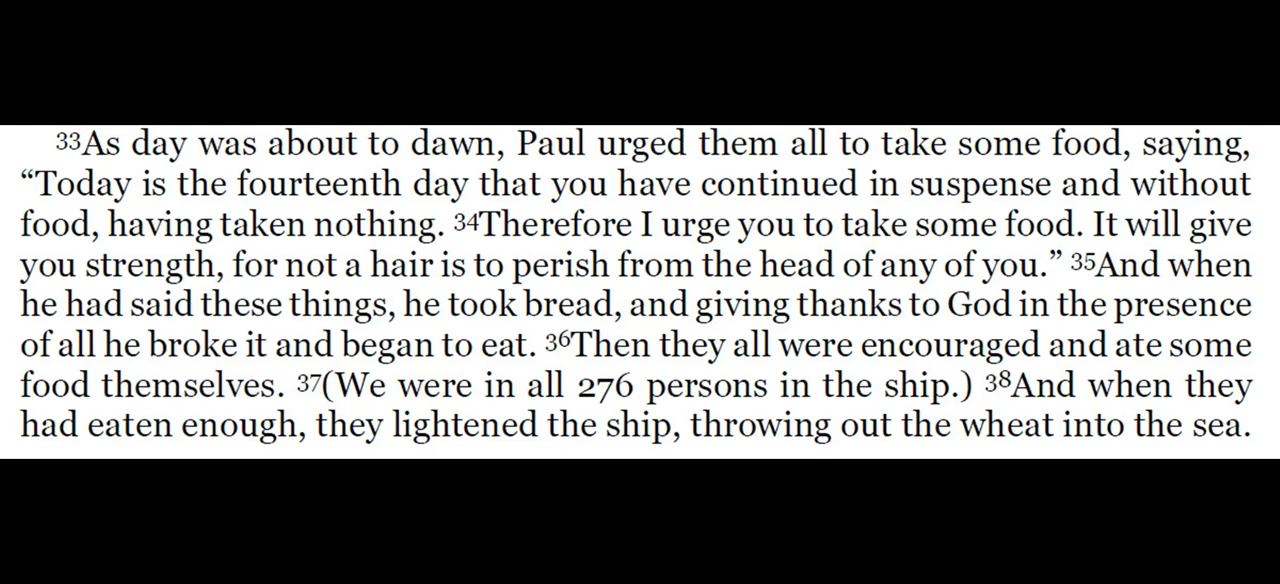 33As day was about to dawn, Paul urged them all to take some food, saying,
“Today is the fourteenth day that you have continued in suspense and without
food, having taken nothing. 34Therefore I urge you to take some food. It will give
you strength, for not a hair is to perish from the head of any of you.” 35And when
he had said these things, he took bread, and giving thanks to God in the presence
of all he broke it and began to eat. 36Then they all were encouraged and ate some
food themselves. 37(We were in all 276 persons in the ship.) 38And when they
had eaten enough, they lightened the ship, throwing out the wheat into the sea.